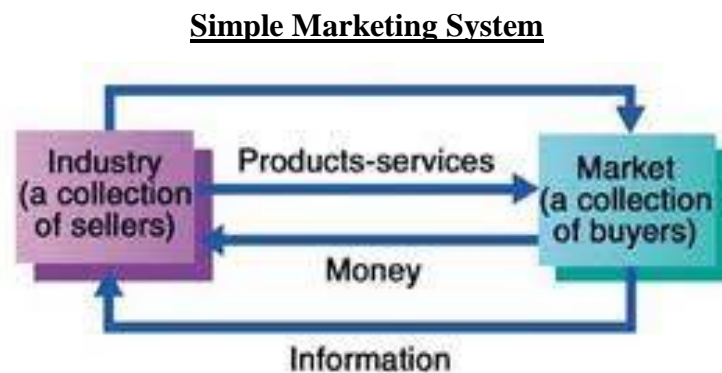 Simple Marketing System
Industry
(a collection
of sellers)
Products-services
Market
(a collection
of buyers)
Money
Information